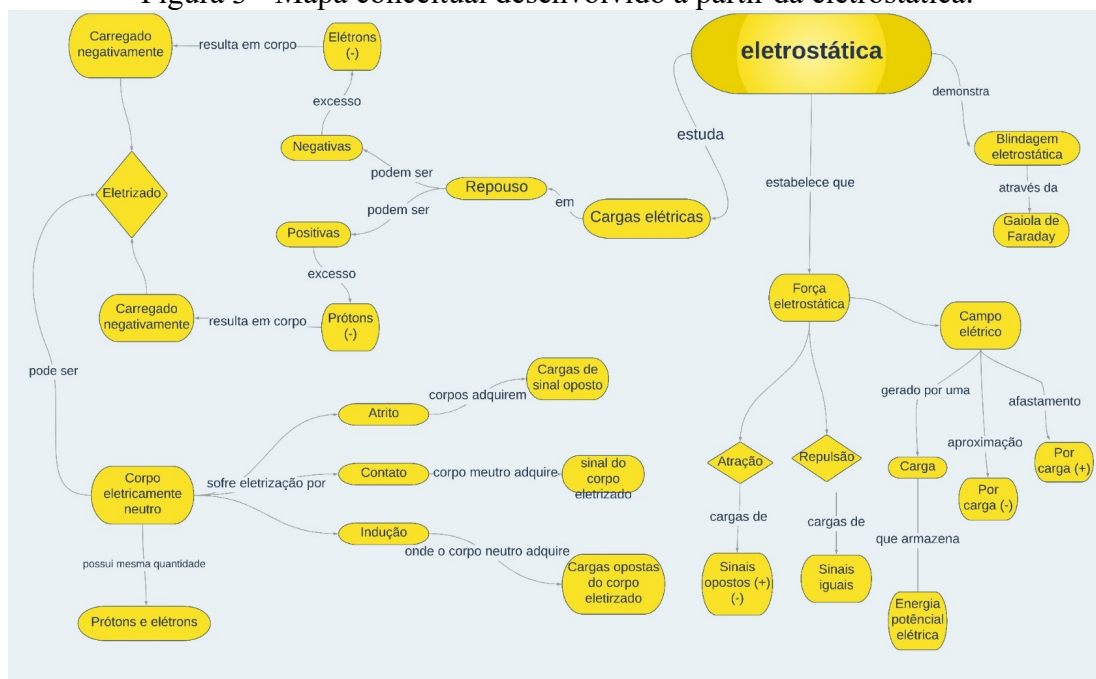 Figura 3 - Mapa conceitual desenvolvido a partir da eletrostática.
eletrostática
demonstra
Blindagem
eletrostática
através da
Gaiola de
Faraday
estuda
Cargas elétricas
em
Repouso
podem ser
podem ser
Negativas
excesso
Elétrons
(-)
resulta em corpo
Carregado
negativamente
Eletrizado
Positivas
excesso
Prótons
(-)
resulta em corpo
Carregado
negativamente
pode ser
Corpo
eletricamente
neutro
possui mesma quantidade
Prótons e elétrons
sofre eletrização por
Atrito
corpos adquirem
Cargas de
sinal oposto
Contato
corpo meutro adquire
sinal do
corpo
eletrizado
Indução
onde o corpo neutro adquire
Cargas opostas
do corpo
eletirzado
estabelece que
Força
eletrostática
Atração
cargas de
Sinais
opostos (+)
(-)
Repulsão
cargas de
Sinais
iguais
Campo
elétrico
gerado por uma
Carga
que armazena
Energia
potêncial
elétrica
aproximação
Por
carga (-)
afastamento
Por
carga (+)